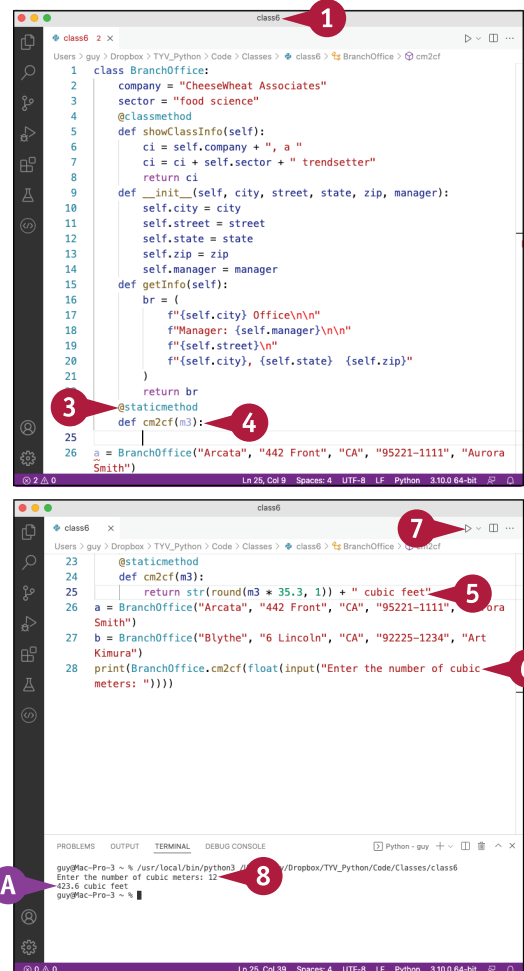 class6
1
class6 2 ×
Users > guy > Dropbox > TYV_Python > Code > Classes > class6 > BranchOffice > cm2cf
1 class BranchOffice:
2 company = "CheeseWheat Associates"
3 sector = "food science"
4 @classmethod
5 def showClassInfo(self):
6 ci = self.company + ", a "
7 ci = ci + self.sector + " trendsetter"
8 return ci
9 def __init__(self, city, street, state, zip, manager):
10 self.city = city
11 self.street = street
12 self.state = state
13 self.zip = zip
14 self.manager = manager
15 def getInfo(self):
16 br = (
17 f"{self.city} Office\n\n"
18 f"Manager: {self.manager}\n\n"
19 f"{self.street}\n"
20 f"{self.city}, {self.state}  {self.zip}"
21 )
return br
3 @staticmethod
def cm2cf(m3): 4
25
26 a = BranchOffice("Arcata", "442 Front", "CA", "95221-1111", "Aurora
Smith")
2 0 Ln 25, Col 9 Spaces: 4 UTF-8 LF Python 3.10.0 64-bit
class6
class6 × 7
Users > guy > Dropbox > TYV_Python > Code > Classes > class6 > BranchOffice > cm2cf
23 @staticmethod
24 def cm2cf(m3):
25 return str(round(m3 * 35.3, 1)) + " cubic feet" 5
26 a = BranchOffice("Arcata", "442 Front", "CA", "95221-1111", ora
Smith")
27 b = BranchOffice("Blythe", "6 Lincoln", "CA", "92225-1234", "Art
Kimura")
28 print(BranchOffice.cm2cf(float(input("Enter the number of cubic
meters: "))))
PROBLEMS OUTPUT TERMINAL DEBUG CONSOLE Python - guy
guy@Mac-Pro-3 ~ % /usr/local/bin/python3 /Dropbox/TYV_Python/Code/Classes/class6
Enter the number of cubic meters: 12 8
A 423.6 cubic feet
guy@Mac-Pro-3 ~ %
0 0 Ln 25, Col 39 Spaces: 4 UTF-8 LF Python 3.10.0 64-bit